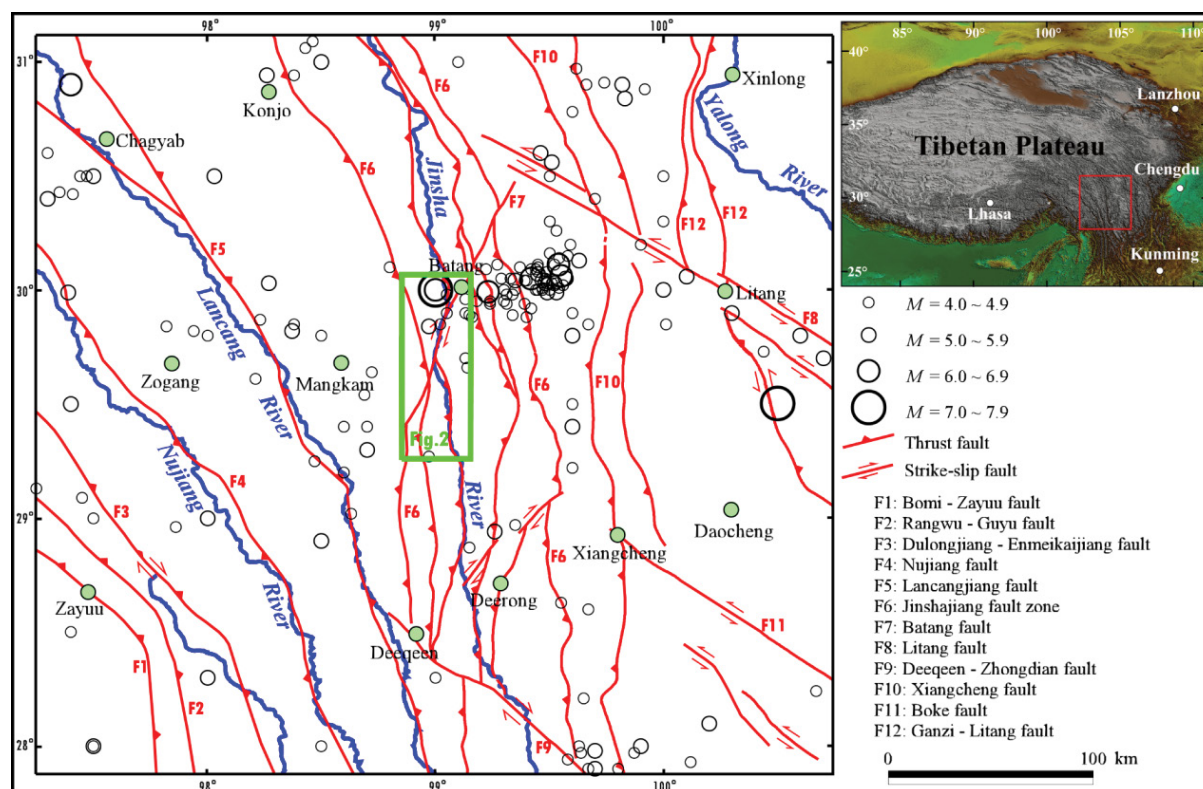 98°
99°
100°
31°
30°
29°
28°
98°
99°
100°
F10
F6
Xinlong
Konjo
Yalong
River
Chagyab
Jinsha
F6
F7
F12
F12
F5
Batang
Litang
F8
Lancang
Zogang
Mangkam
F6
F10
River
Fig.2
Nujiang
F4
F3
F6
River
Daocheng
Xiangcheng
F6
River
Zayuu
Deerong
F11
Deeqeen
F1
F2
F9
85°
90°
95°
100°
105°
110°
40°
35°
30°
25°
Lanzhou
Tibetan Plateau
Chengdu
Lhasa
Kunming
M = 4.0 ~ 4.9
M = 5.0 ~ 5.9
M = 6.0 ~ 6.9
M = 7.0 ~ 7.9
Thrust fault
Strike-slip fault
F1: Bomi - Zayuu fault
F2: Rangwu - Guyu fault
F3: Dulongjiang - Enmeikaijiang fault
F4: Nujiang fault
F5: Lancangjiang fault
F6: Jinshajiang fault zone
F7: Batang fault
F8: Litang fault
F9: Deeqeen - Zhongdian fault
F10: Xiangcheng fault
F11: Boke fault
F12: Ganzi - Litang fault
0
100 km